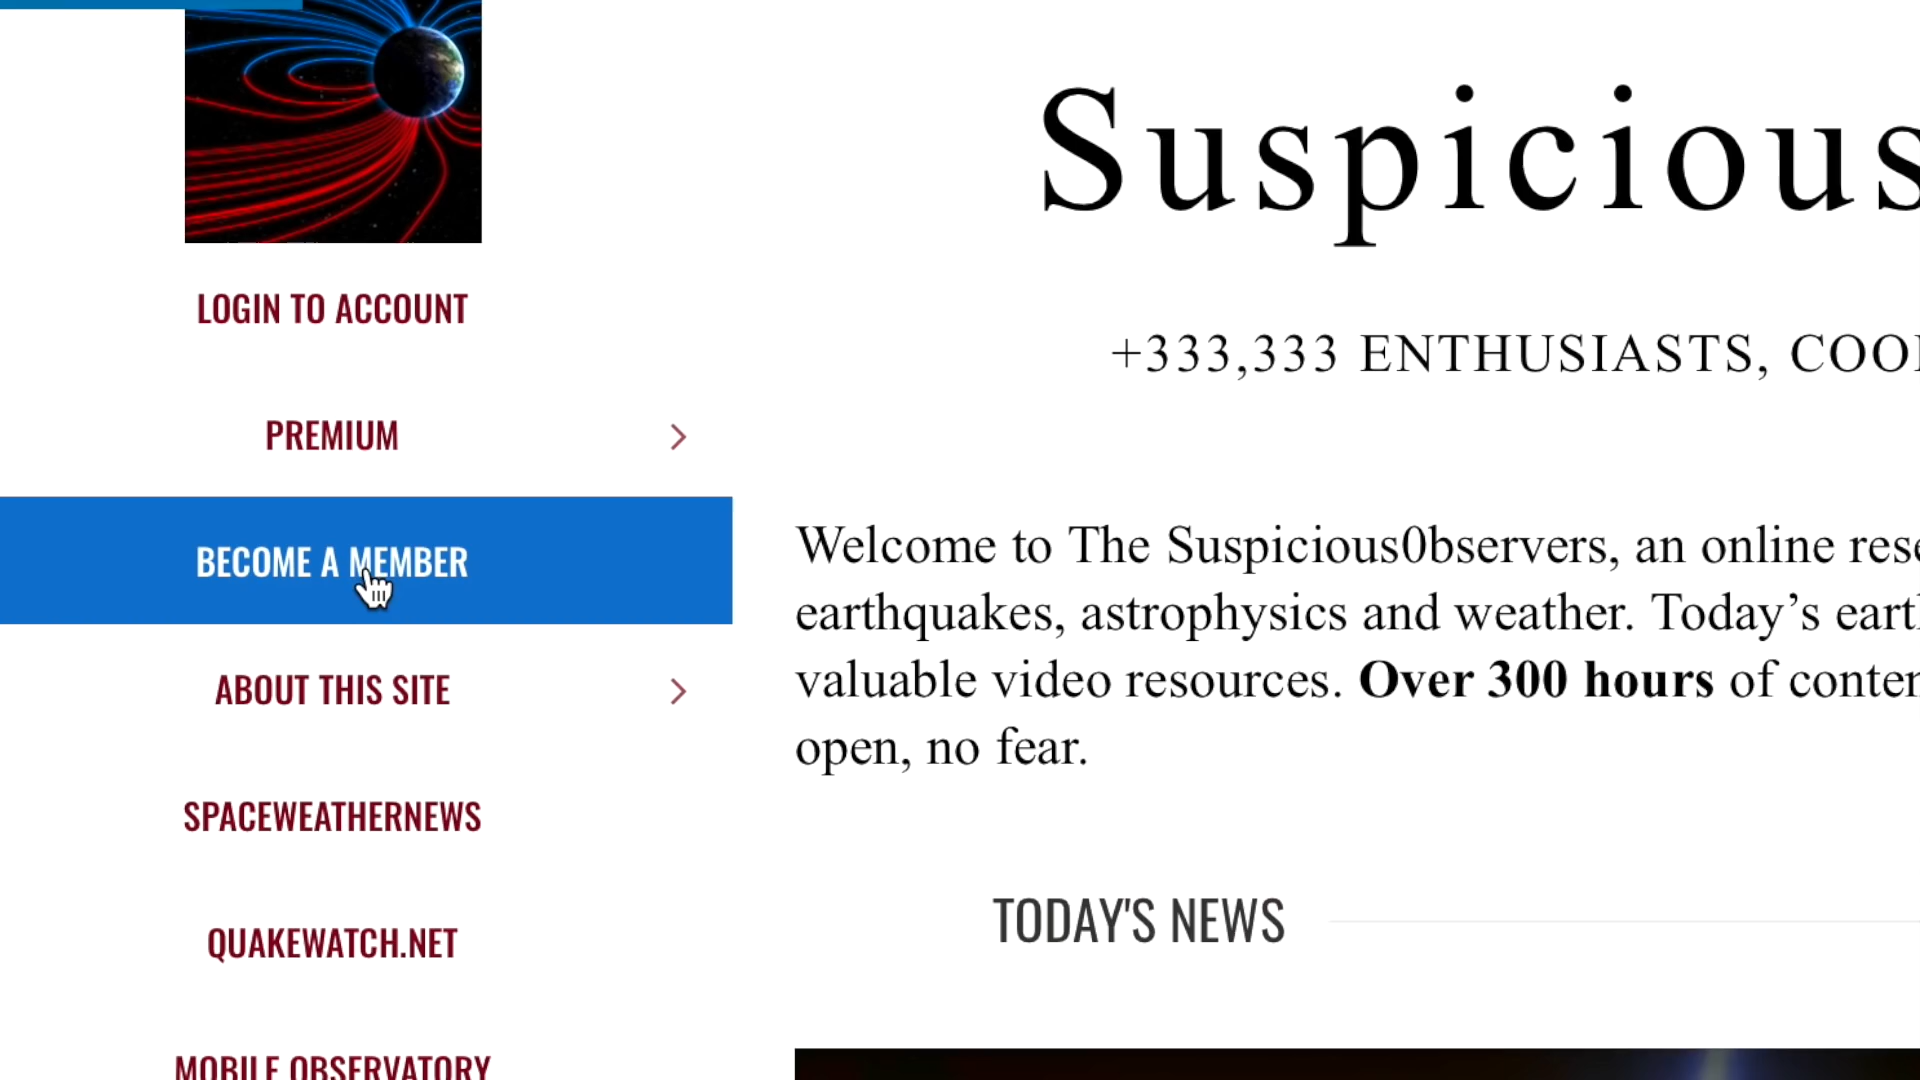 Suspicious
+333,333 ENTHUSIASTS,
LOGIN TO ACCOUNT
PREMIUM
BECOME A MEMBER
ABOUT THIS SITE
SPACEWEATHERNEWS
QUAKEWATCH.NET
MOBILE OBSERVATORY
Welcome to The Suspicious0bservers, an online
earthquakes, astrophysics and weather. Today’s
valuable video resources. Over 300 hours of
open, no fear.
TODAY'S NEWS